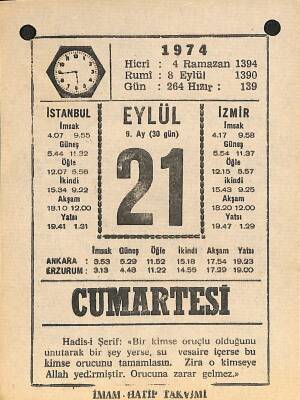 1974
Hicrî : 4 Ramazan 1394
Rumî : 8 Eylül 1390
Gün : 264 Hızır : 139
İSTANBUL
İmsak
4.07 9.55
Güneş
5.44 11.32
Öğle
12.07 5.56
İkindi
15.34 9.22
Akşam
18.10 12.00
Yatsı
19.41 1.31
EYLÜL
9. Ay (30 gün)
21
İZMİR
İmsak
4.17 9.58
Güneş
5.54 11.35
Öğle
12.15 5.57
İkindi
15.43 9.25
Akşam
18.20 12.00
Yatsı
19.47 1.29
İmsak Güneş Öğle İkindi Akşam Yatsı
ANKARA : 3.53 5.29 11.52 15.18 17.54 19.23
ERZURUM : 3.13 4.48 11.22 14.55 17.29 19.00
CUMARTESİ
Hadis-i Şerif: «Bir kimse oruçlu olduğunu
unutarak bir şey yerse, su vesaire içerse bu
kimse orucunu tamamlasın. Zira o kimseye
Allah yedirmiştir. Orucuna zarar gelmez.»
İMAM-HATİP TAKVİMİ